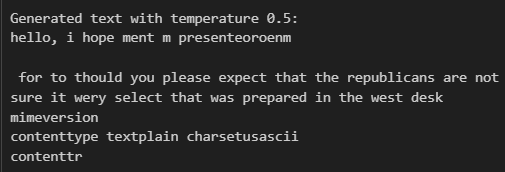 Generated text with temperature 0.5:
hello, i hope ment m presenteoroenm
for to thould you please expect that the republicans are not
sure it wery select that was prepared in the west desk
mimeversion
contenttype textplain charsetusascii
contenttr